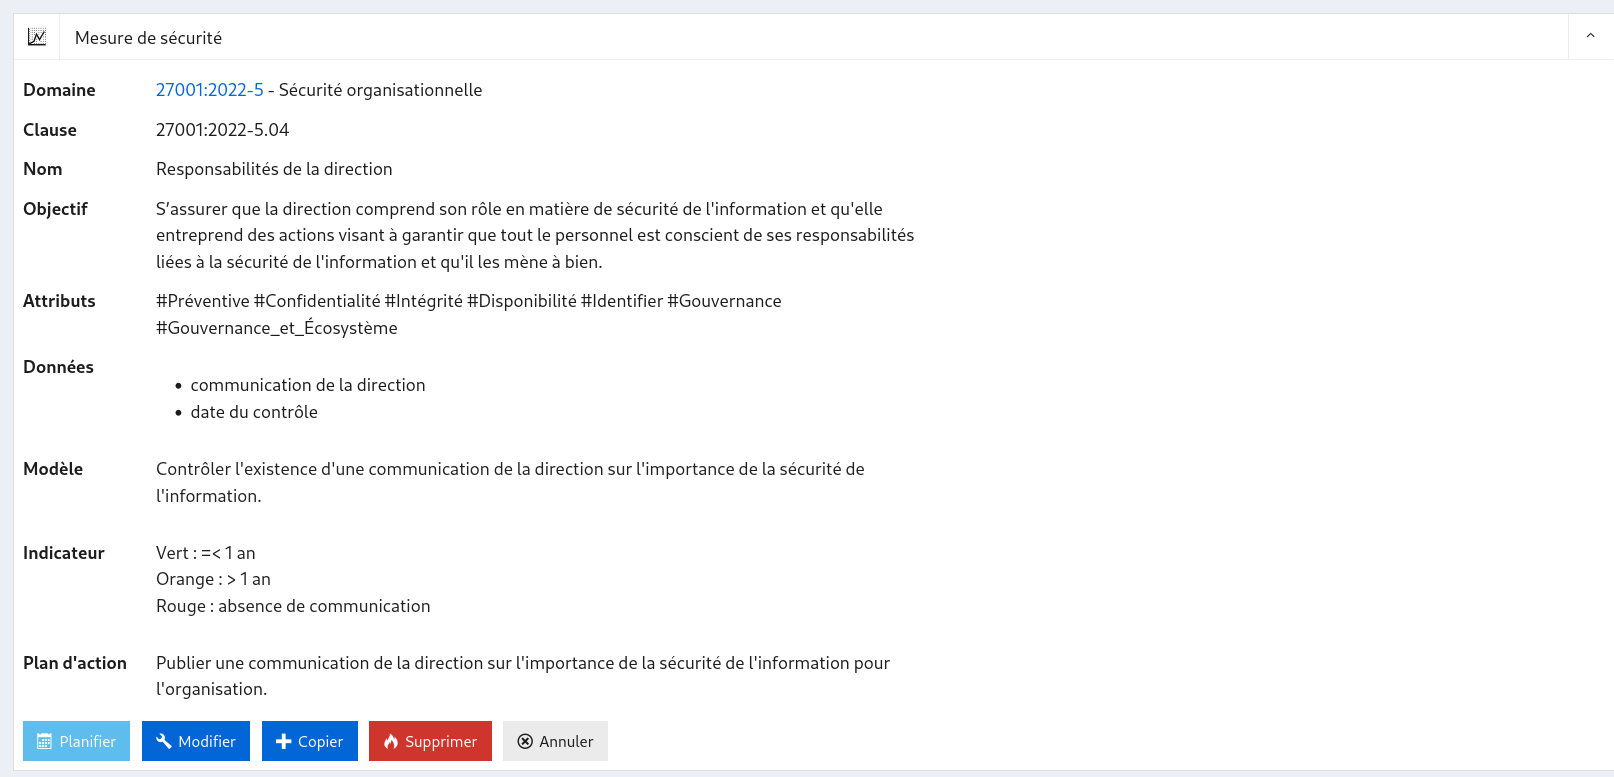 Mesure de sécurité
Domaine 27001:2022-5 - Sécurité organisationnelle
Clause 27001:2022-5.04
Nom Responsabilités de la direction
Objectif S’assurer que la direction comprend son rôle en matière de sécurité de l'information et qu'elle
entreprend des actions visant à garantir que tout le personnel est conscient de ses responsabilités
liées à la sécurité de l'information et qu'il les mène à bien.
Attributs #Préventive #Confidentialité #Intégrité #Disponibilité #Identifier #Gouvernance
#Gouvernance_et_Écosystème
Données
• communication de la direction
• date du contrôle
Modèle Contrôler l'existence d'une communication de la direction sur l'importance de la sécurité de
l'information.
Indicateur Vert : =< 1 an
Orange : > 1 an
Rouge : absence de communication
Plan d'action Publier une communication de la direction sur l'importance de la sécurité de l'information pour
l'organisation.
Planifier Modifier Copier Supprimer Annuler